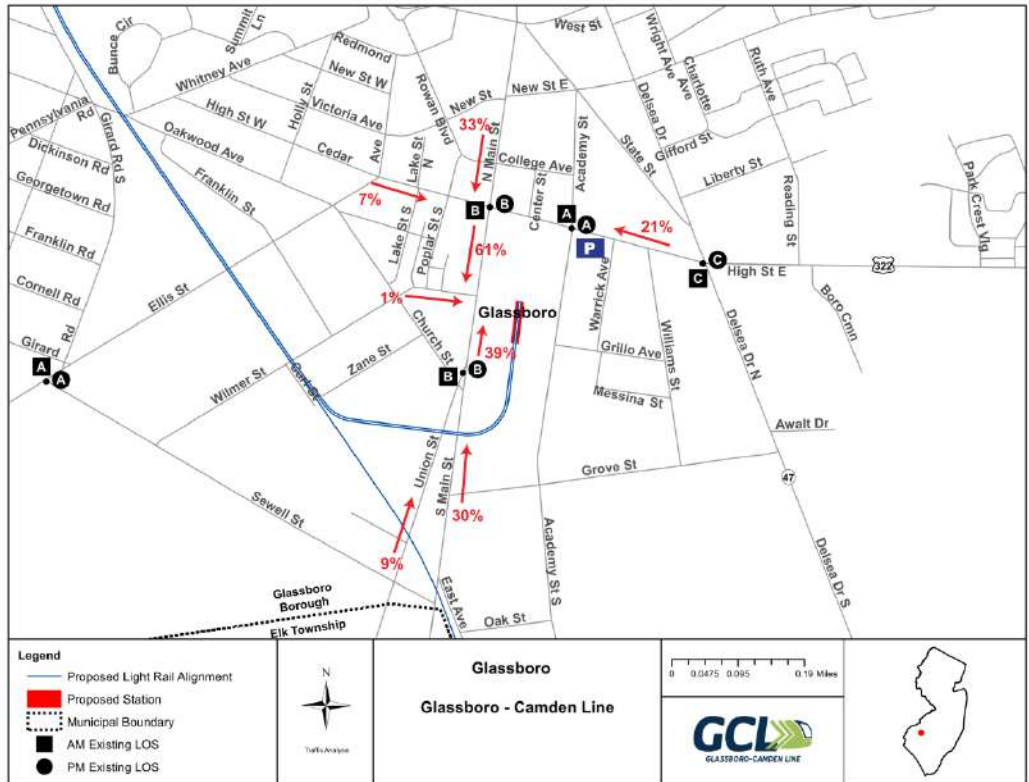 West St
Summit Ln
Bunce Cir
Redmond
Wright Ave
Ruth Ave
Charlotte
Whitney Ave
New St W
Rowan Blvd
New St E
Delsea Dr
Pennsylvania Rd
Girard Rd S
High St W
Holly St
Victoria Ave
New St
33%
N Main St
Academy St
State St
Gifford St
Dickinson Rd
Oakwood Ave
Cedar
Ave
Lake St N
College Ave
Liberty St
Georgetown Rd
Franklin St
7%
Lake St S
Poplar St S
B
B
Center St
A
A
P
21%
Reading St
Park Crest Vlg
Franklin Rd
61%
C
C
High St E
322
Cornell Rd
Ellis St
1%
Glassboro
Warrick Ave
Williams St
Boro Cmn
Girard
Rd
Church St
39%
Grilio Ave
Delsea Dr N
A
A
Zane St
B
B
Wilmer St
Carl St
Messina St
Awalt Dr
Union St
S Main St
Grove St
47
Sewell St
30%
9%
Academy St S
Delsea Dr S
Glassboro
Borough
Elk Township
East Ave
Oak St
Legend
Proposed Light Rail Alignment
Proposed Station
Municipal Boundary
AM Existing LOS
PM Existing LOS
N
Traffic Analysis
Glassboro
Glassboro - Camden Line
0 0.0475 0.095 0.19 Miles
GCL
GLASSBORO-CAMDEN LINE